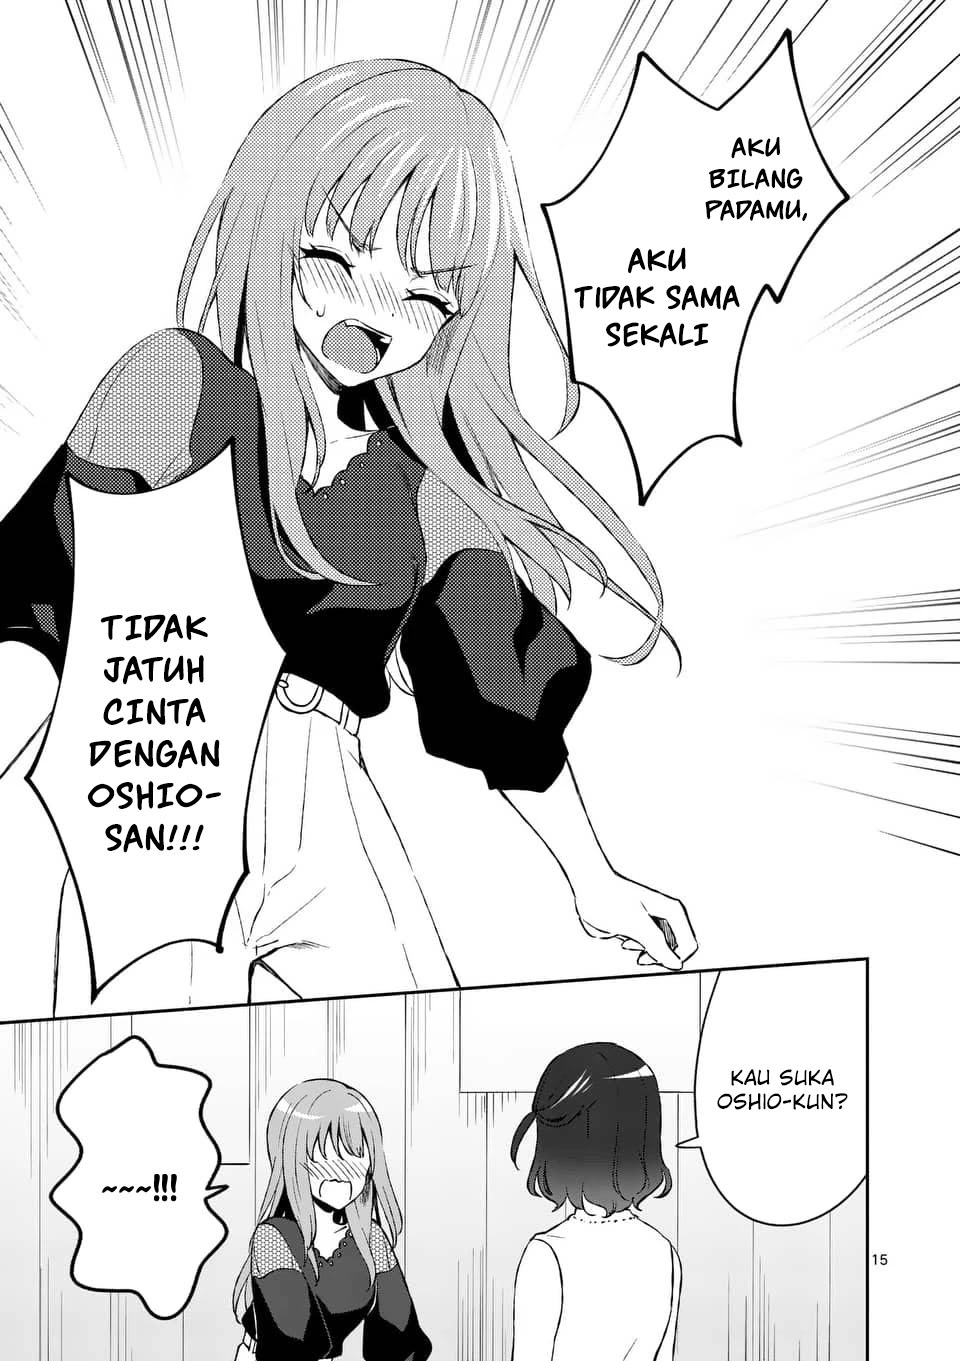 AKU
BILANG
PADAMU,
AKU
TIDAK SAMA
SEKALI
TIDAK
JATUH
CINTA
DENGAN
OSHIO-
SAN!!!
KAU SUKA
OSHIO-KUN?
~~~!!!
15